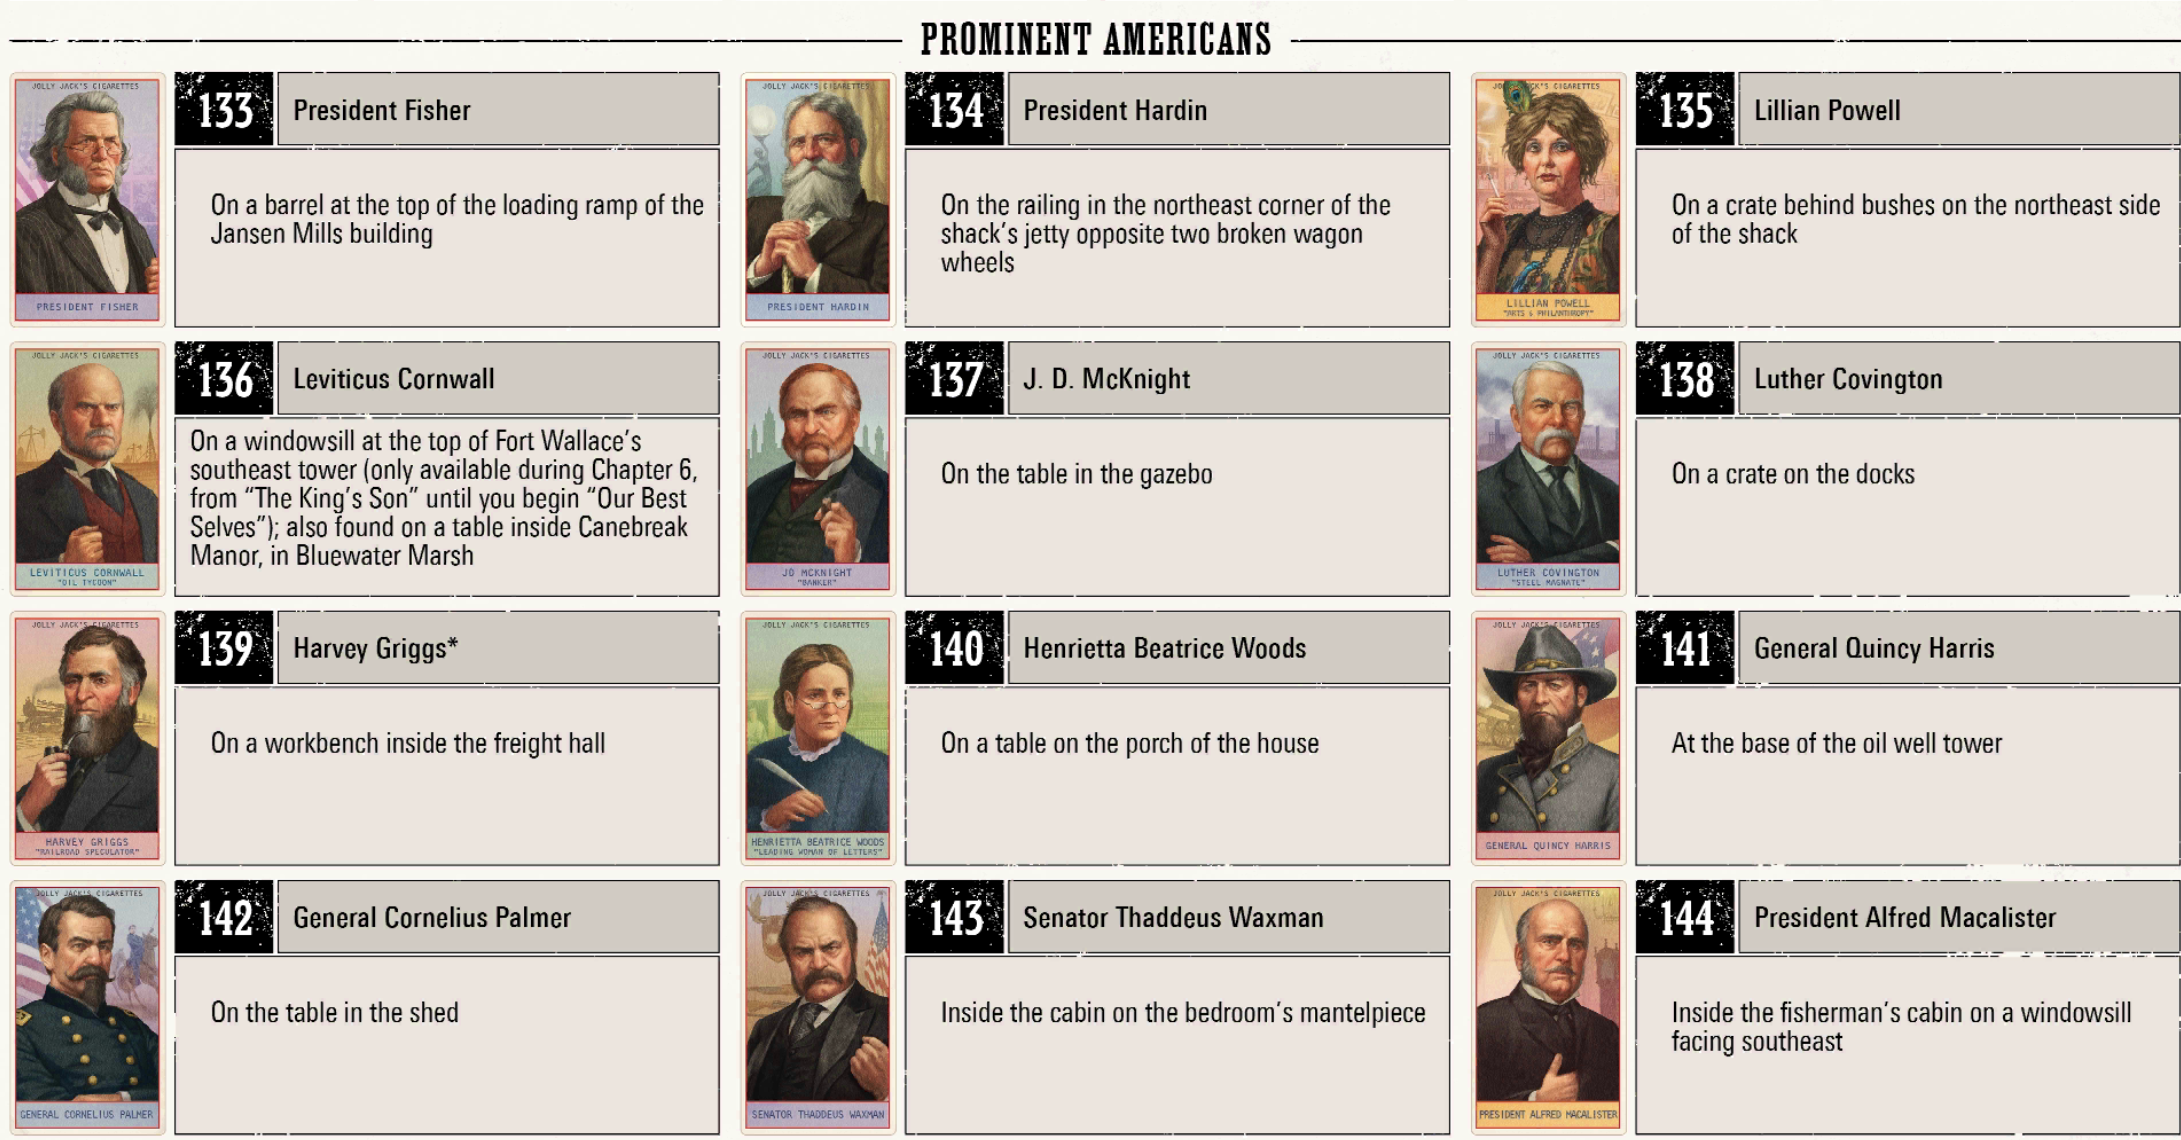 PROMINENT AMERICANS
JOLLY JACK'S CIGARETTES
PRESIDENT FISHER
133
President Fisher
On a barrel at the top of the loading ramp of the
Jansen Mills building
JOLLY JACK'S CIGARETTES
PRESIDENT HARDIN
134
President Hardin
On the railing in the northeast corner of the
shack's jetty opposite two broken wagon
wheels
JOLLY JACK'S CIGARETTES
LILLIAN POWELL
"ARTS & PHILANTHROPY"
135
Lillian Powell
On a crate behind bushes on the northeast side
of the shack
JOLLY JACK'S CIGARETTES
LEVITICUS CORNWALL
"OIL TYCOON"
136
Leviticus Cornwall
On a windowsill at the top of Fort Wallace's
southeast tower (only available during Chapter 6,
from “The King's Son” until you begin “Our Best
Selves”); also found on a table inside Canebreak
Manor, in Bluewater Marsh
JOLLY JACK'S CIGARETTES
JD MCKNIGHT
"BANKER"
137
J. D. McKnight
On the table in the gazebo
JOLLY JACK'S CIGARETTES
LUTHER COVINGTON
"STEEL MAGNATE"
138
Luther Covington
On a crate on the docks
JOLLY JACK'S CIGARETTES
HARVEY GRIGGS
"RAILROAD SPECULATOR"
139
Harvey Griggs*
On a workbench inside the freight hall
JOLLY JACK'S CIGARETTES
HENRIETTA BEATRICE WOODS
"LEADING WOMAN OF LETTERS"
140
Henrietta Beatrice Woods
On a table on the porch of the house
JOLLY JACK'S CIGARETTES
GENERAL QUINCY HARRIS
141
General Quincy Harris
At the base of the oil well tower
JOLLY JACK'S CIGARETTES
GENERAL CORNELIUS PALMER
142
General Cornelius Palmer
On the table in the shed
JOLLY JACK'S CIGARETTES
SENATOR THADDEUS WAXMAN
143
Senator Thaddeus Waxman
Inside the cabin on the bedroom's mantelpiece
JOLLY JACK'S CIGARETTES
PRESIDENT ALFRED MACALISTER
144
President Alfred Macalister
Inside the fisherman's cabin on a windowsill
facing southeast